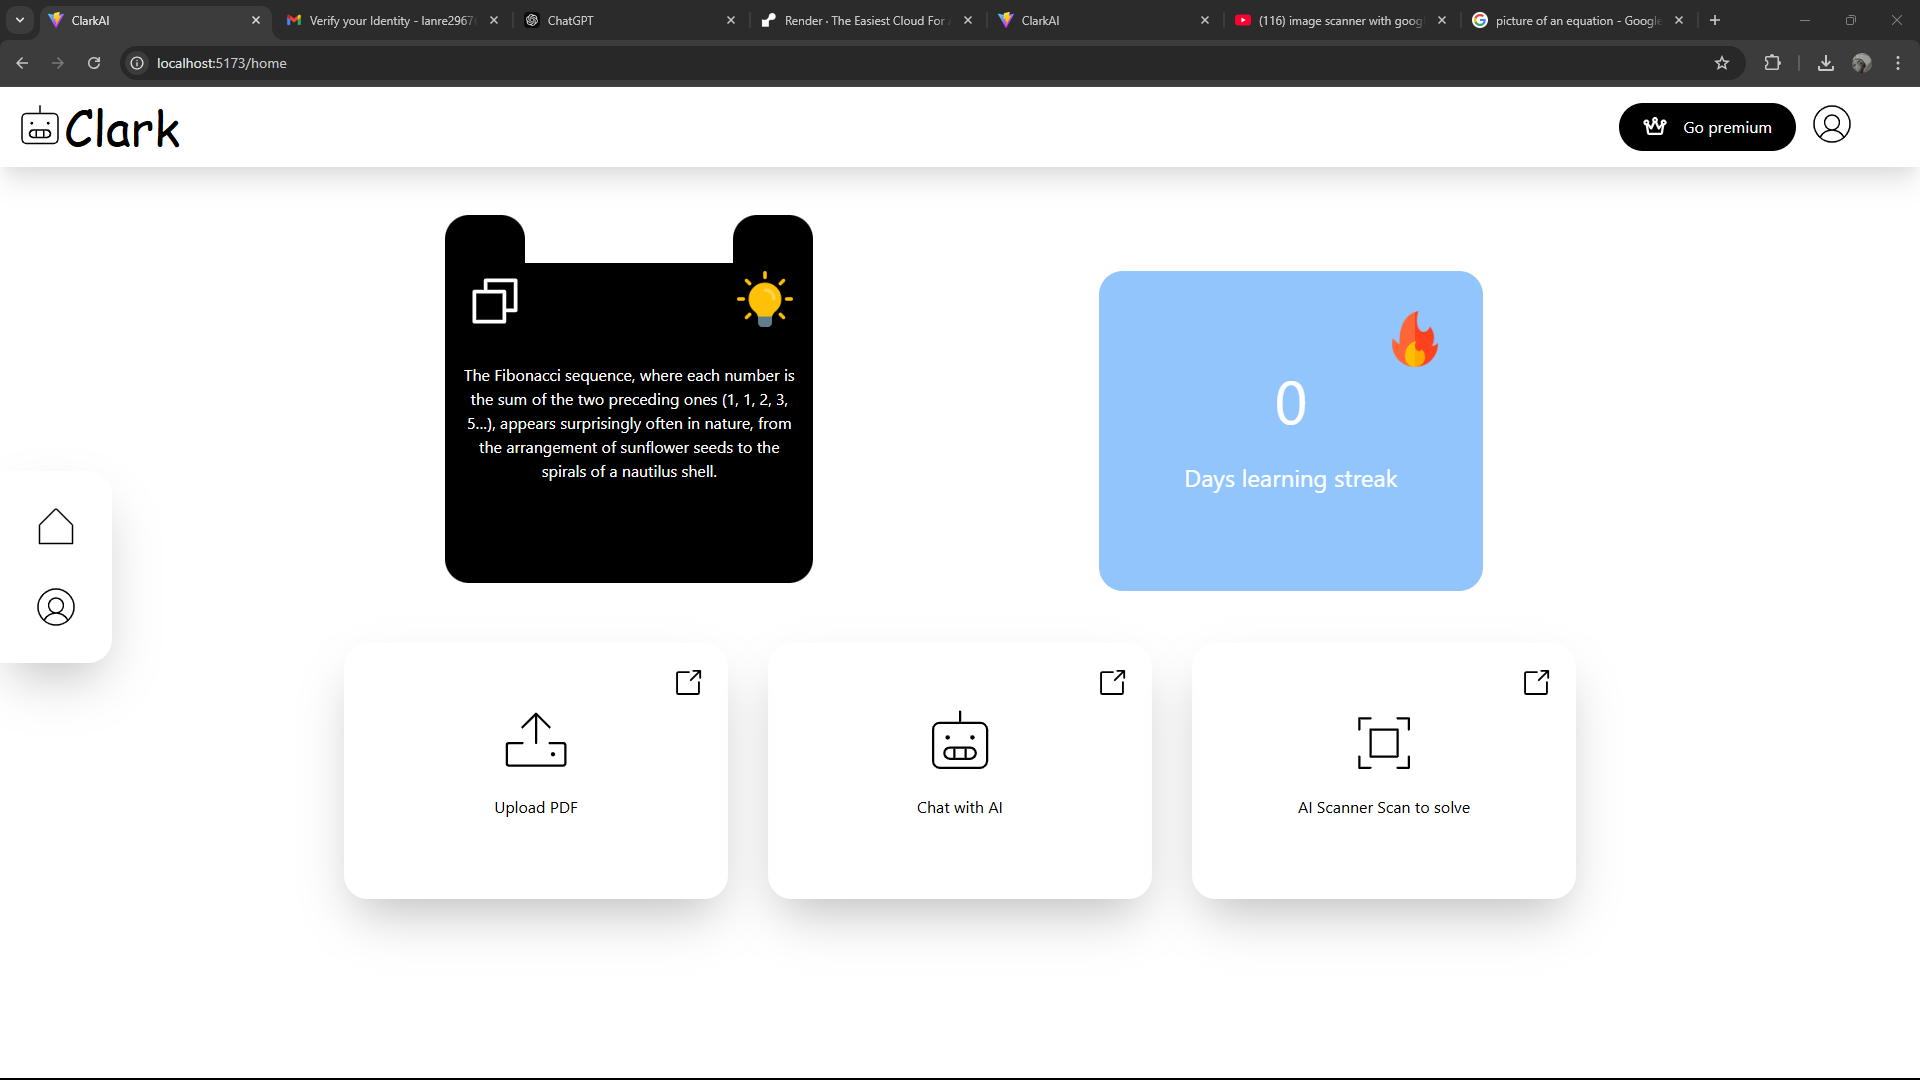 ClarkAI
Verify your Identity - lanre2967
ChatGPT
Render · The Easiest Cloud For
ClarkAI
(116) image scanner with goog
picture of an equation - Google
localhost:5173/home
Clark
Go premium
The Fibonacci sequence, where each number is
the sum of the two preceding ones (1, 1, 2, 3,
5...), appears surprisingly often in nature, from
the arrangement of sunflower seeds to the
spirals of a nautilus shell.
0
Days learning streak
Upload PDF
Chat with AI
AI Scanner Scan to solve